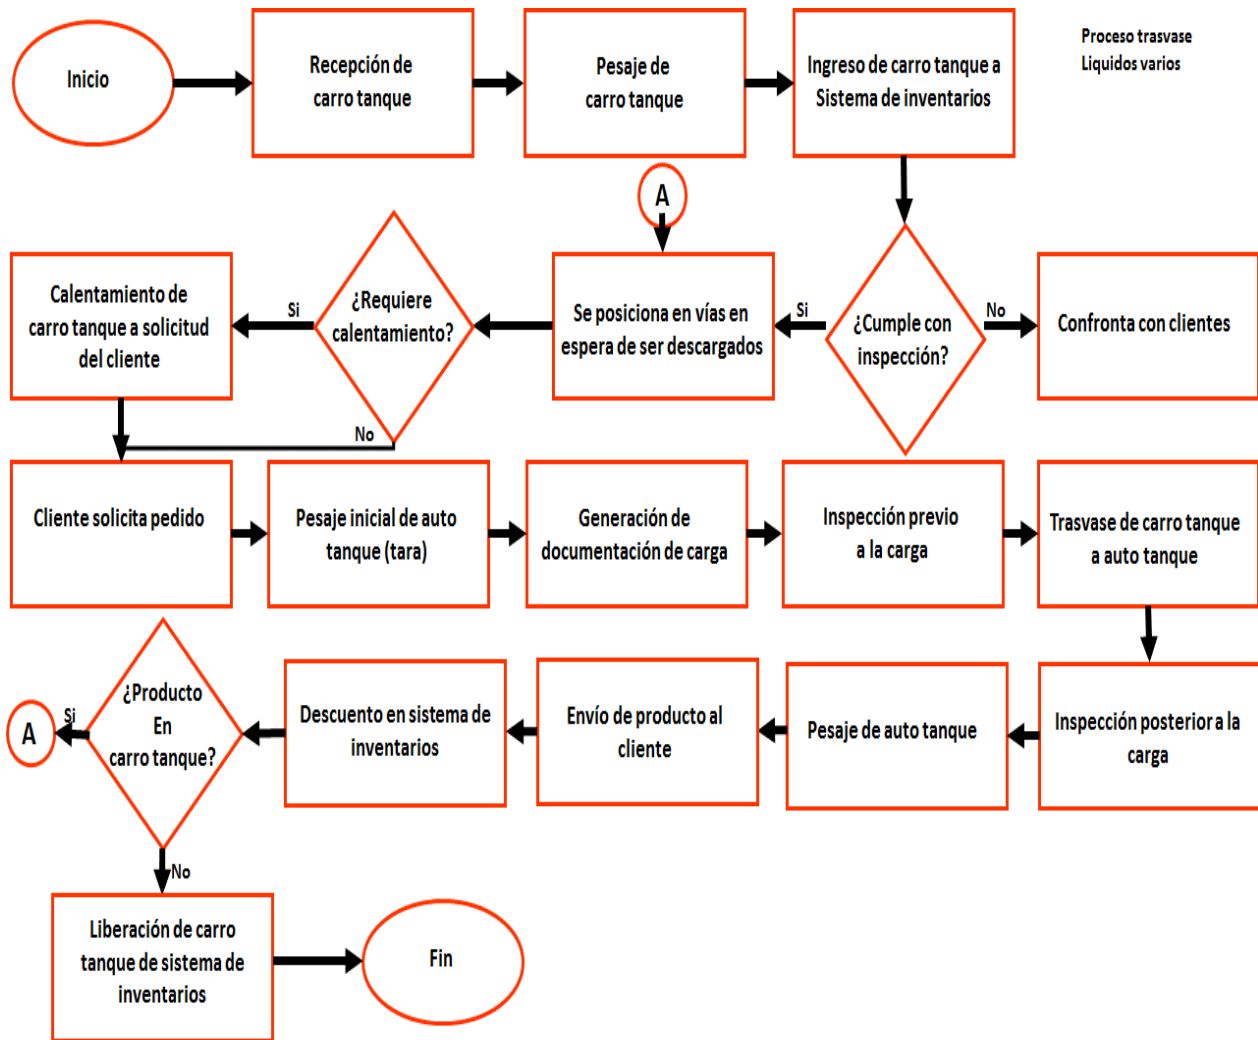 Proceso trasvase
Liquidos varios
Inicio
Recepción de
carro tanque
Pesaje de
carro tanque
Ingreso de carro tanque a
Sistema de inventarios
A
Calentamiento de
carro tanque a solicitud
del cliente
Si
¿Requiere
calentamiento?
No
Se posiciona en vías en
espera de ser descargados
Si
¿Cumple con
inspección?
No
Confronta con clientes
Cliente solicita pedido
Pesaje inicial de auto
tanque (tara)
Generación de
documentación de carga
Inspección previo
a la carga
Trasvase de carro tanque
a auto tanque
A
Si
¿Producto
En
carro tanque?
No
Descuento en sistema de
inventarios
Envío de producto al
cliente
Pesaje de auto tanque
Inspección posterior a la
carga
Liberación de carro
tanque de sistema de
inventarios
Fin